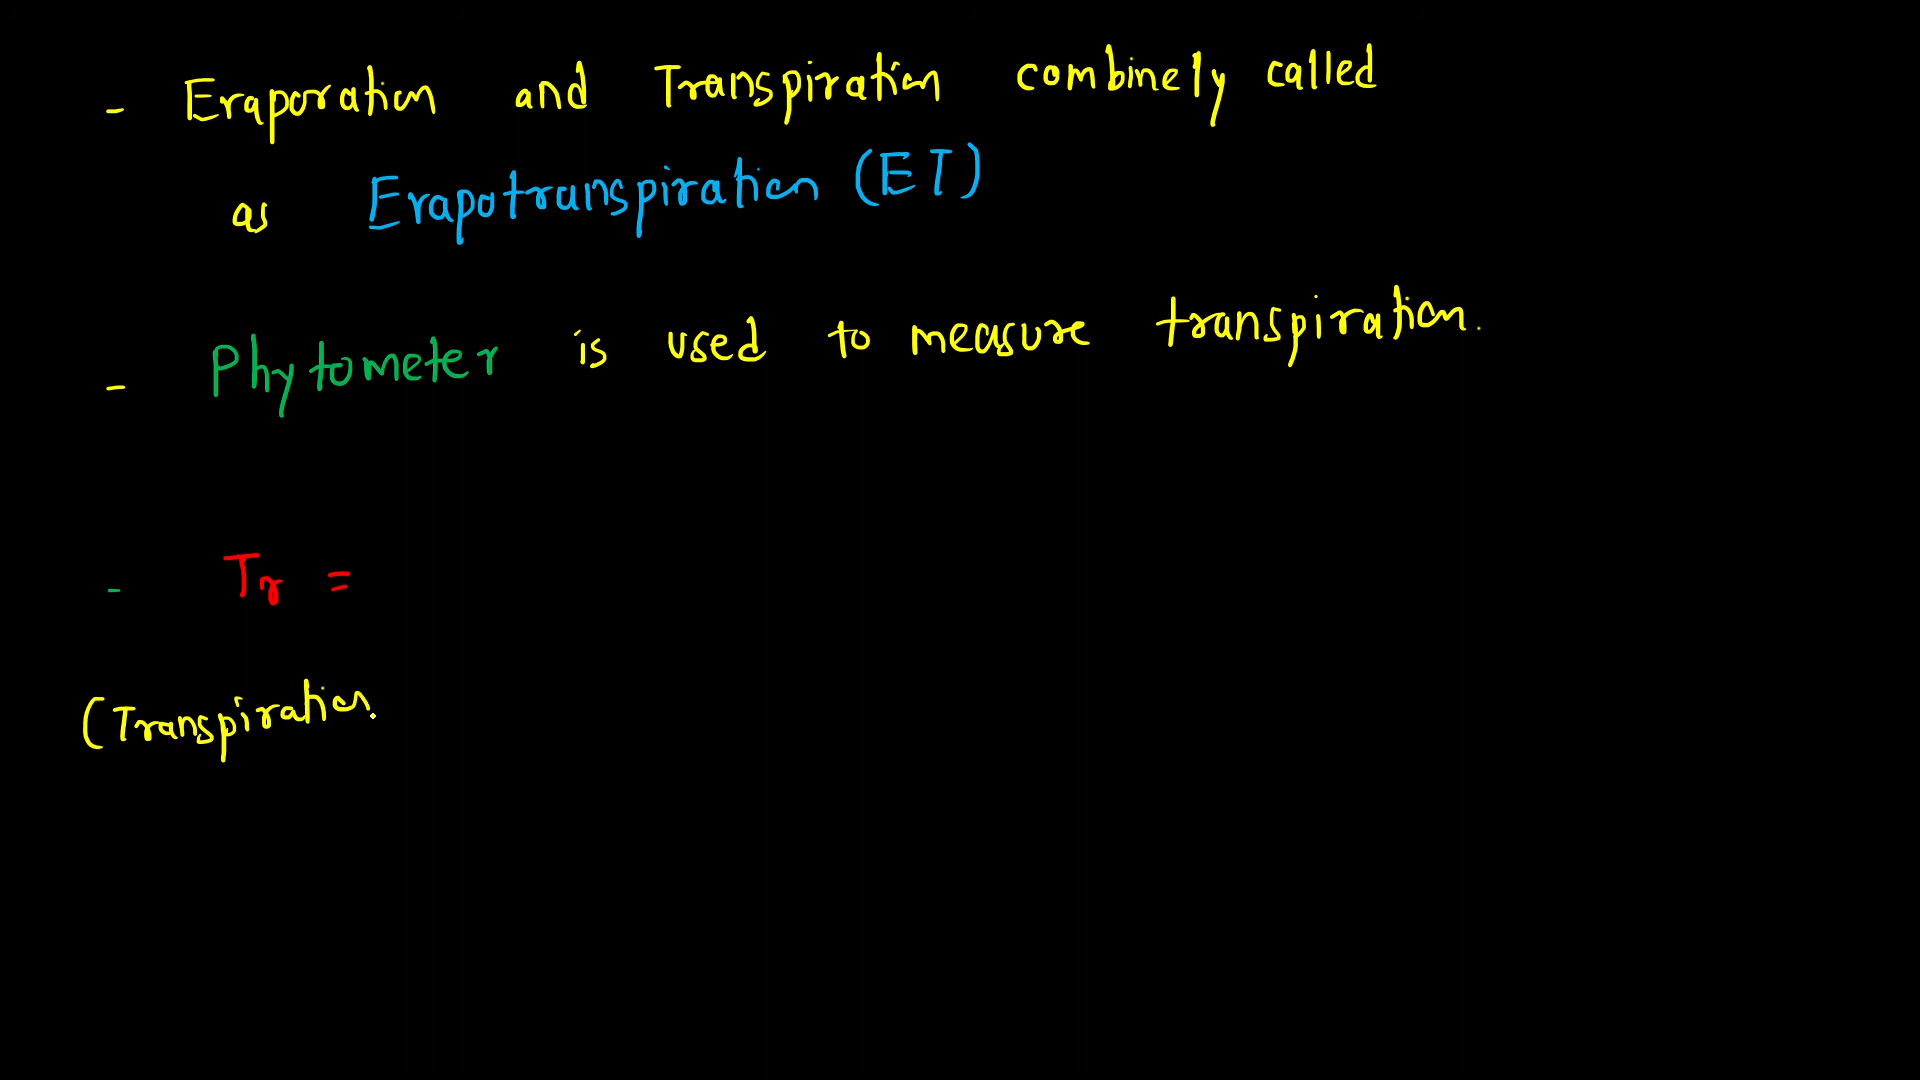 - Evaporation and Transpiration combinely called
as Evapotranspiration (ET)
- Phytometer is used to measure transpiration.
- Tr =
(Transpiration